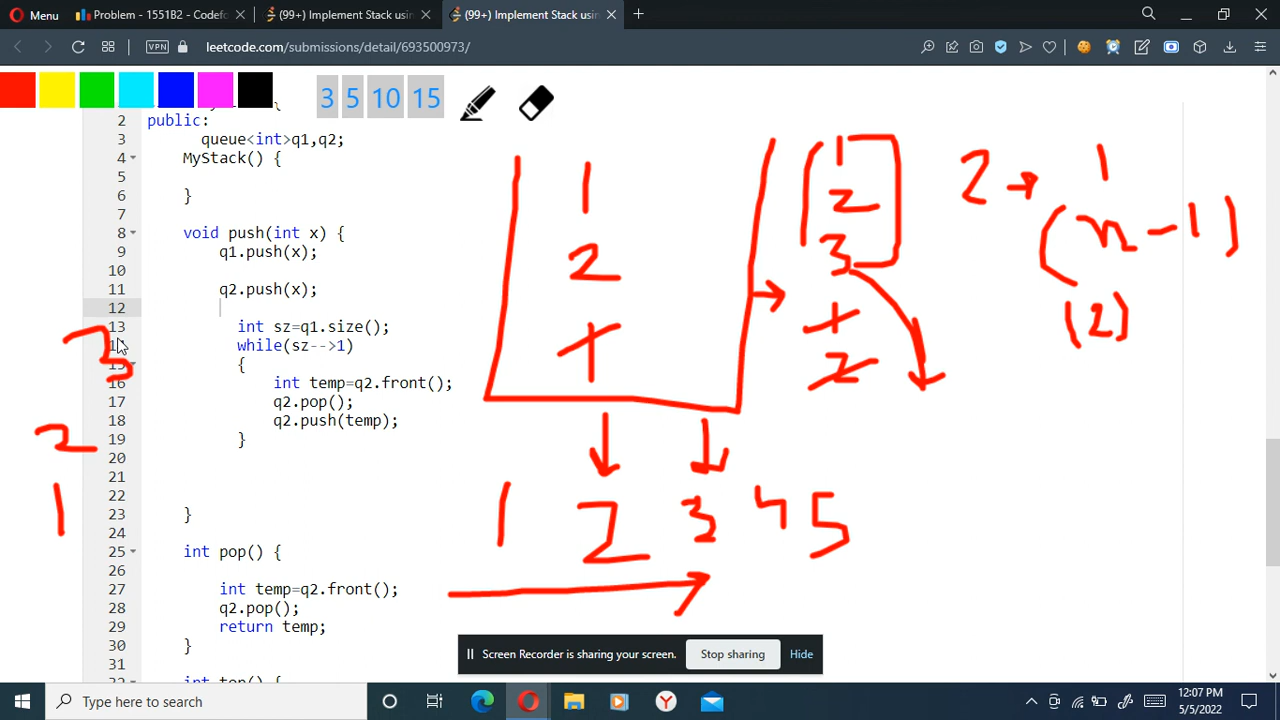 Menu
Problem - 1551B2 - Codef
(99+) Implement Stack usin
(99+) Implement Stack usin
VPN
leetcode.com/submissions/detail/693500973/
3 5 10 15
2 public:
3 queue<int>q1,q2;
4 MyStack() {
5
6 }
7
8 void push(int x) {
9 q1.push(x);
10
11 q2.push(x);
12
13 int sz=q1.size();
while(sz-->1)
{
16 int temp=q2.front();
17 q2.pop();
18 q2.push(temp);
19 }
20
21
22
23 }
24
25 int pop() {
26
27 int temp=q2.front();
28 q2.pop();
29 return temp;
30 }
31
1
2
1
1
2
3
1
2
2 → 1
(n-1)
(2)
3
2
1
1 2 3 4 5
Screen Recorder is sharing your screen.
Stop sharing
Hide
Type here to search
12:07 PM
5/5/2022